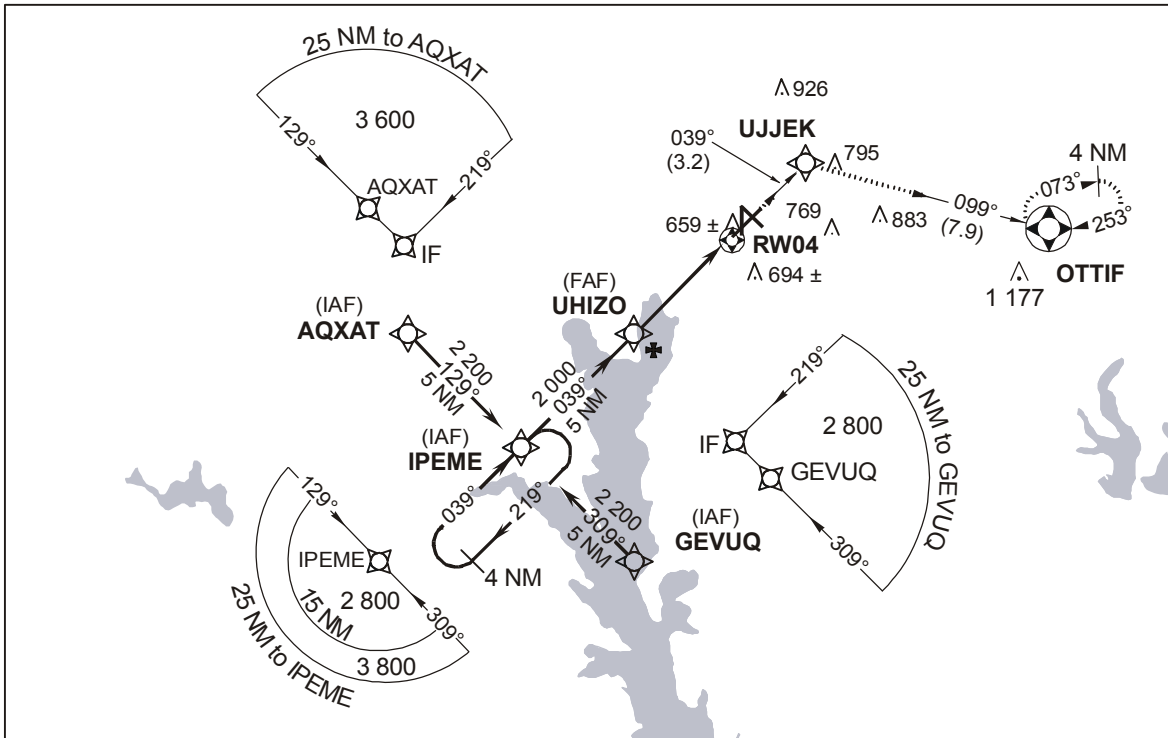 25 NM to AQXAT
3 600
129°
219°
AQXAT
IF
926
UJJEK
039°
(3.2)
795
4 NM
073°
253°
099°
(7.9)
883
769
659 ±
RW04
694 ±
OTTIF
1 177
(FAF)
UHIZO
(IAF)
AQXAT
2 200
129°
5 NM
2 000
039°
5 NM
(IAF)
IPEME
039°
219°
4 NM
2 200
309°
5 NM
(IAF)
GEVUQ
219°
IF
2 800
GEVUQ
309°
25 NM to GEVUQ
129°
IPEME
2 800
309°
15 NM
3 800
25 NM to IPEME